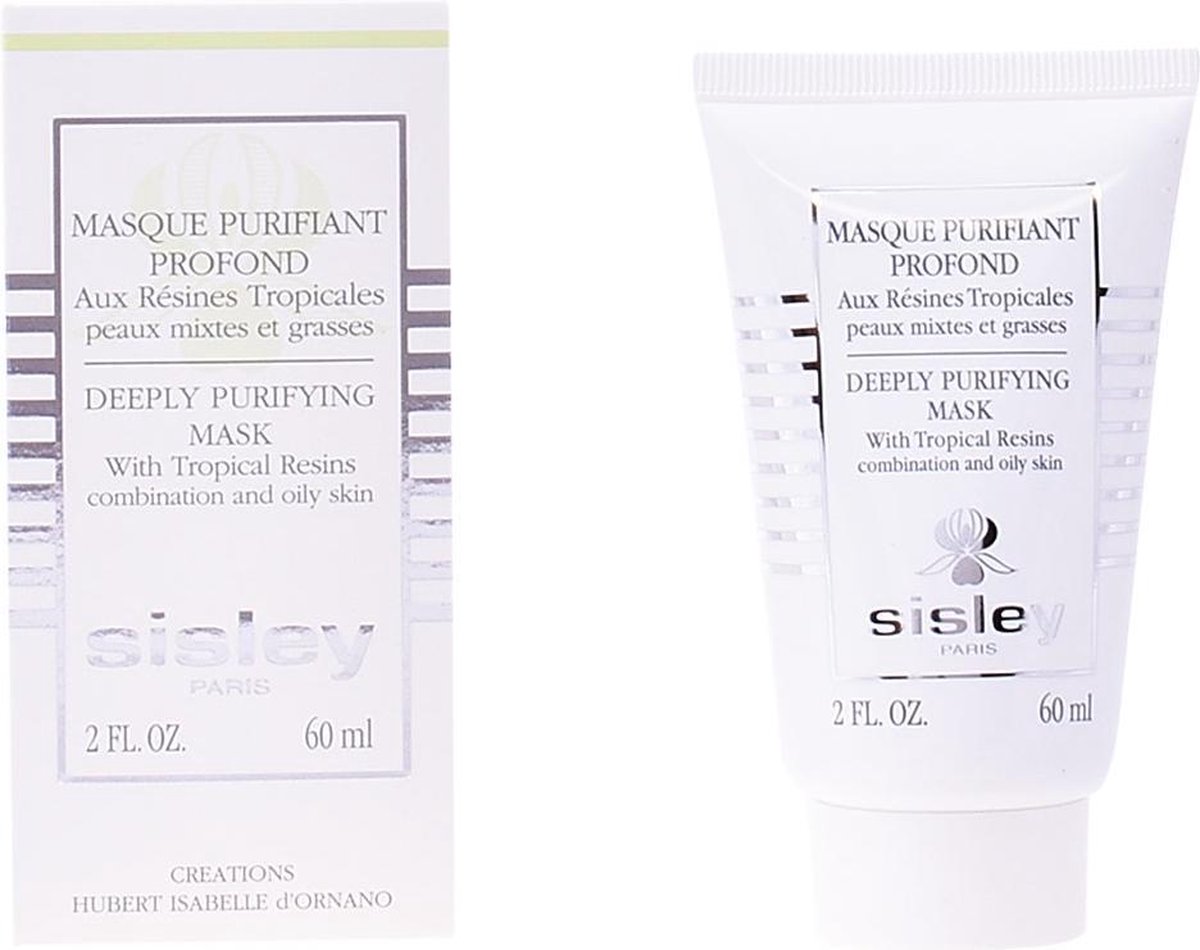 MASQUE PURIFIANT
PROFOND
Aux Résines Tropicales
peaux mixtes et grasses
DEEPLY PURIFYING
MASK
With Tropical Resins
combination and oily skin
sisley
PARIS
2 FL. OZ. 60 ml
CREATIONS
HUBERT ISABELLE d'ORNANO
MASQUE PURIFIANT
PROFOND
Aux Résines Tropicales
peaux mixtes et grasses
DEEPLY PURIFYING
MASK
With Tropical Resins
combination and oily skin
sisley
PARIS
2 FL. OZ. 60 ml